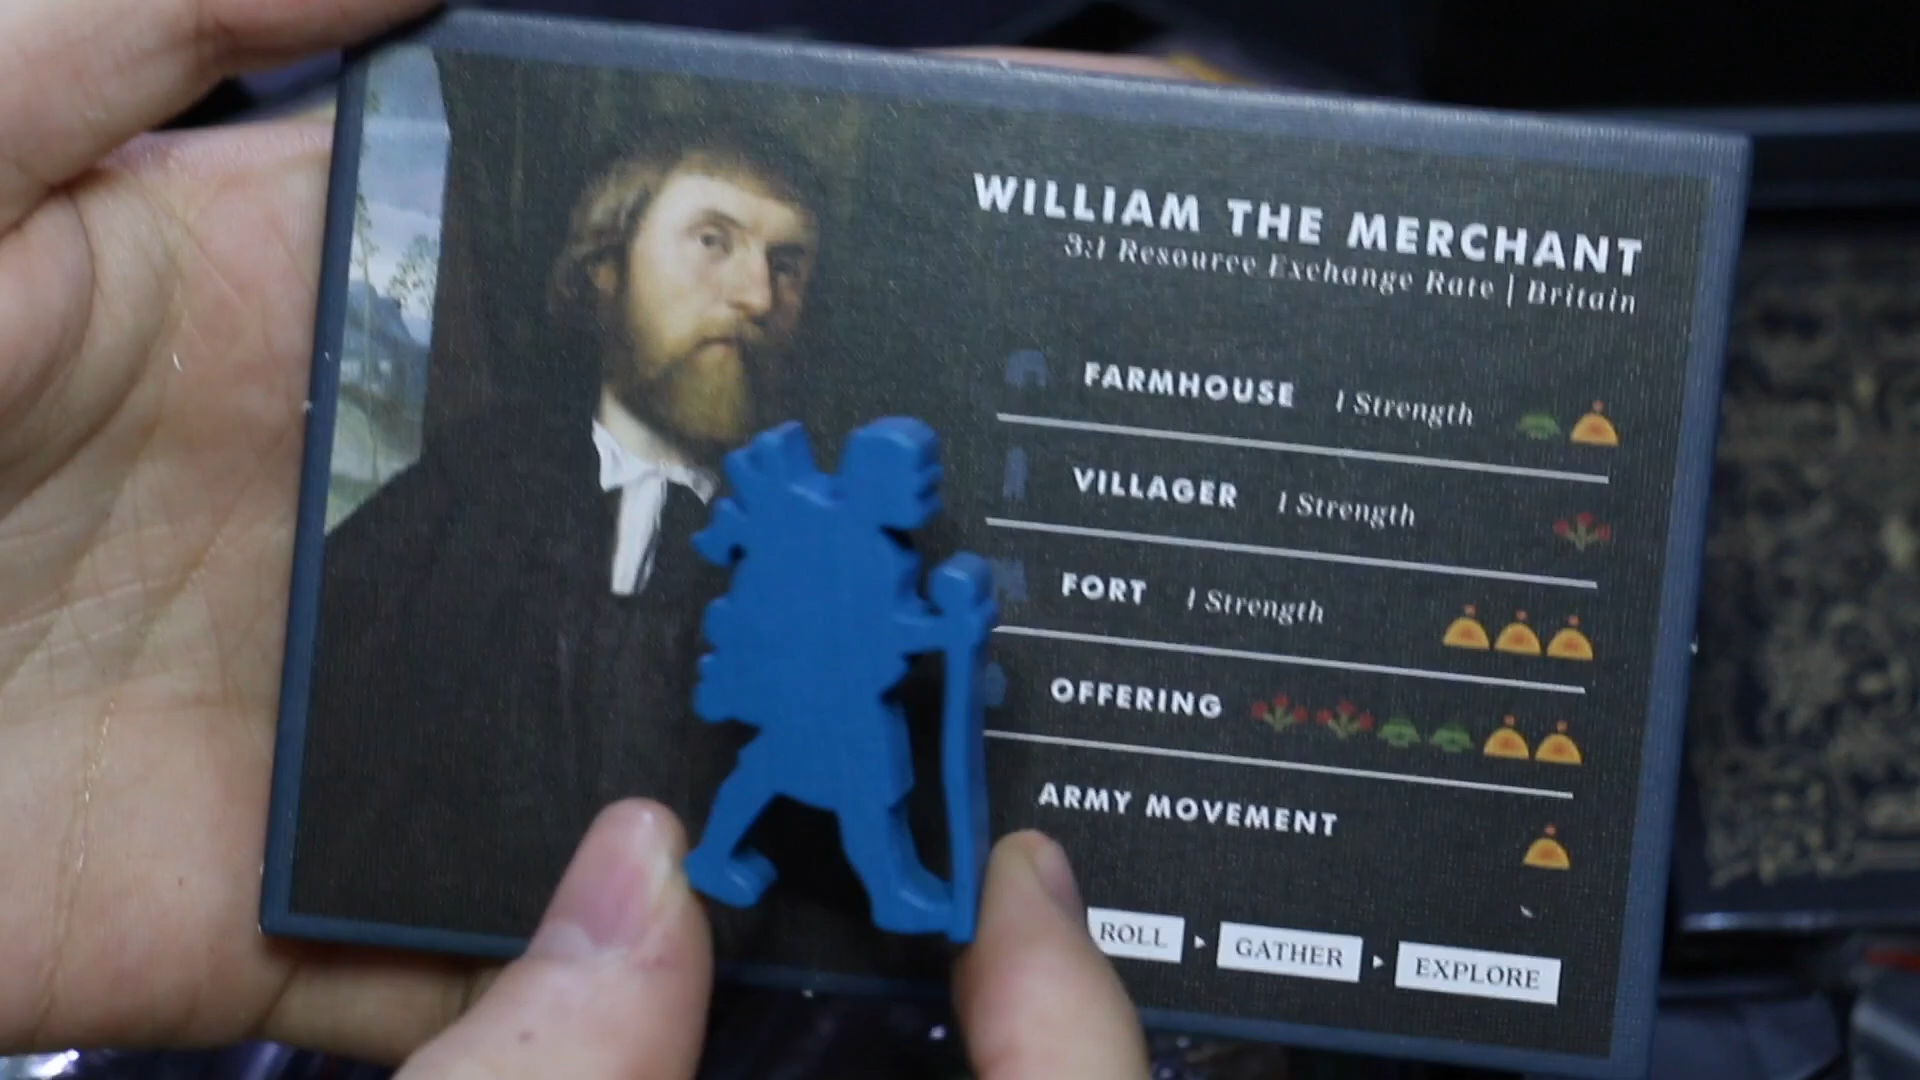 WILLIAM THE MERCHANT
3:1 Resource Exchange Rate | Britain
FARMHOUSE 1 Strength
VILLAGER 1 Strength
FORT 1 Strength
OFFERING
ARMY MOVEMENT
ROLL ▸ GATHER ▸ EXPLORE